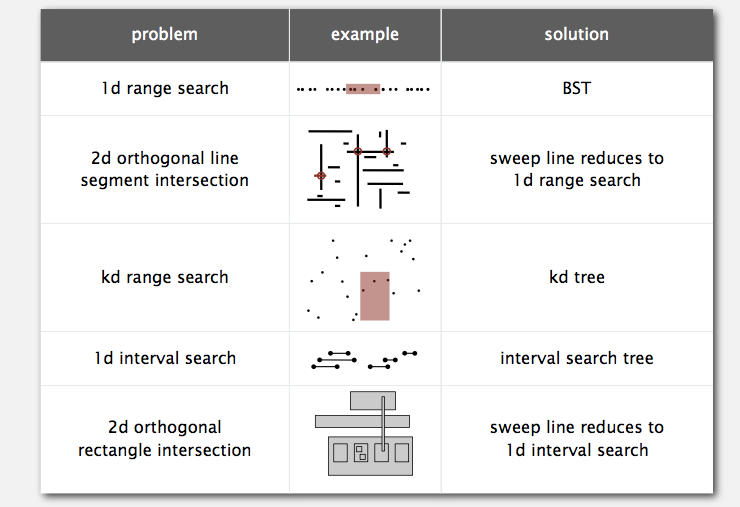 problem
example
solution
1d range search
BST
2d orthogonal line
segment intersection
sweep line reduces to
1d range search
kd range search
kd tree
1d interval search
interval search tree
2d orthogonal
rectangle intersection
sweep line reduces to
1d interval search